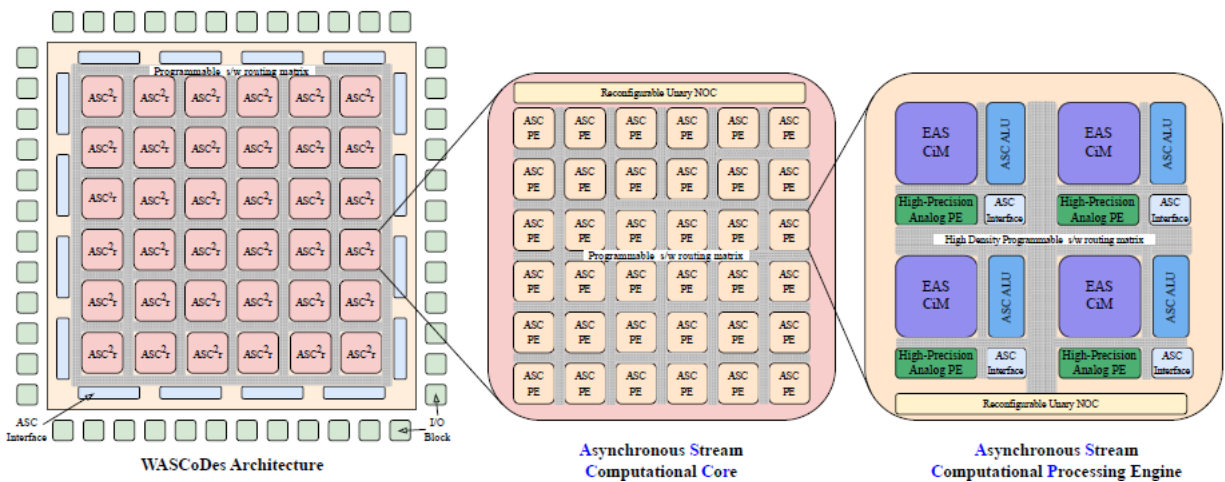 Programmable s/w routing matrix
ASC²r ASC²r ASC²r ASC²r ASC²r ASC²r
ASC²r ASC²r ASC²r ASC²r ASC²r ASC²r
ASC²r ASC²r ASC²r ASC²r ASC²r ASC²r
ASC²r ASC²r ASC²r ASC²r ASC²r ASC²r
ASC²r ASC²r ASC²r ASC²r ASC²r ASC²r
ASC²r ASC²r ASC²r ASC²r ASC²r ASC²r
ASC
Interface
I/O
Block
WASCoDes Architecture
Reconfigurable Unary NOC
ASC ASC ASC ASC ASC ASC
PE PE PE PE PE PE
ASC ASC ASC ASC ASC ASC
PE PE PE PE PE PE
ASC ASC ASC ASC ASC ASC
PE PE PE PE PE PE
Programmable s/w routing matrix
ASC ASC ASC ASC ASC ASC
PE PE PE PE PE PE
ASC ASC ASC ASC ASC ASC
PE PE PE PE PE PE
ASC ASC ASC ASC ASC ASC
PE PE PE PE PE PE
Asynchronous Stream
Computational Core
EAS
CiM
ASC ALU
EAS
CiM
ASC ALU
High-Precision
Analog PE
ASC
Interface
High-Precision
Analog PE
ASC
Interface
High Density Programmable s/w routing matrix
EAS
CiM
ASC ALU
EAS
CiM
ASC ALU
High-Precision
Analog PE
ASC
Interface
High-Precision
Analog PE
ASC
Interface
Reconfigurable Unary NOC
Asynchronous Stream
Computational Processing Engine